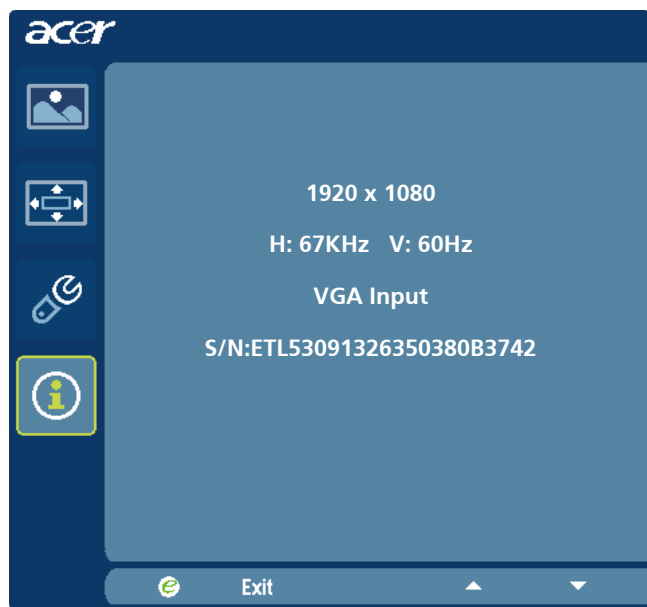 acer
1920 x 1080
H: 67KHz V: 60Hz
VGA Input
S/N:ETL53091326350380B3742
e Exit